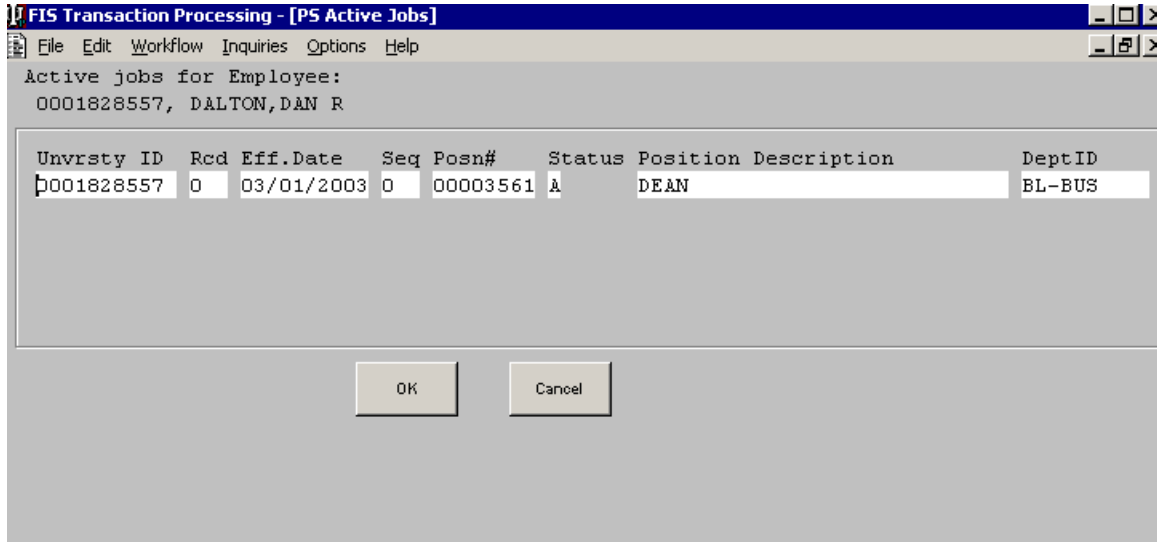 FIS Transaction Processing - [PS Active Jobs]
File Edit Workflow Inquiries Options Help
Active jobs for Employee:
0001828557, DALTON,DAN R
Unvrsty ID Rcd Eff.Date Seq Posn# Status Position Description DeptID
0001828557 0 03/01/2003 0 00003561 A DEAN BL-BUS
OK Cancel